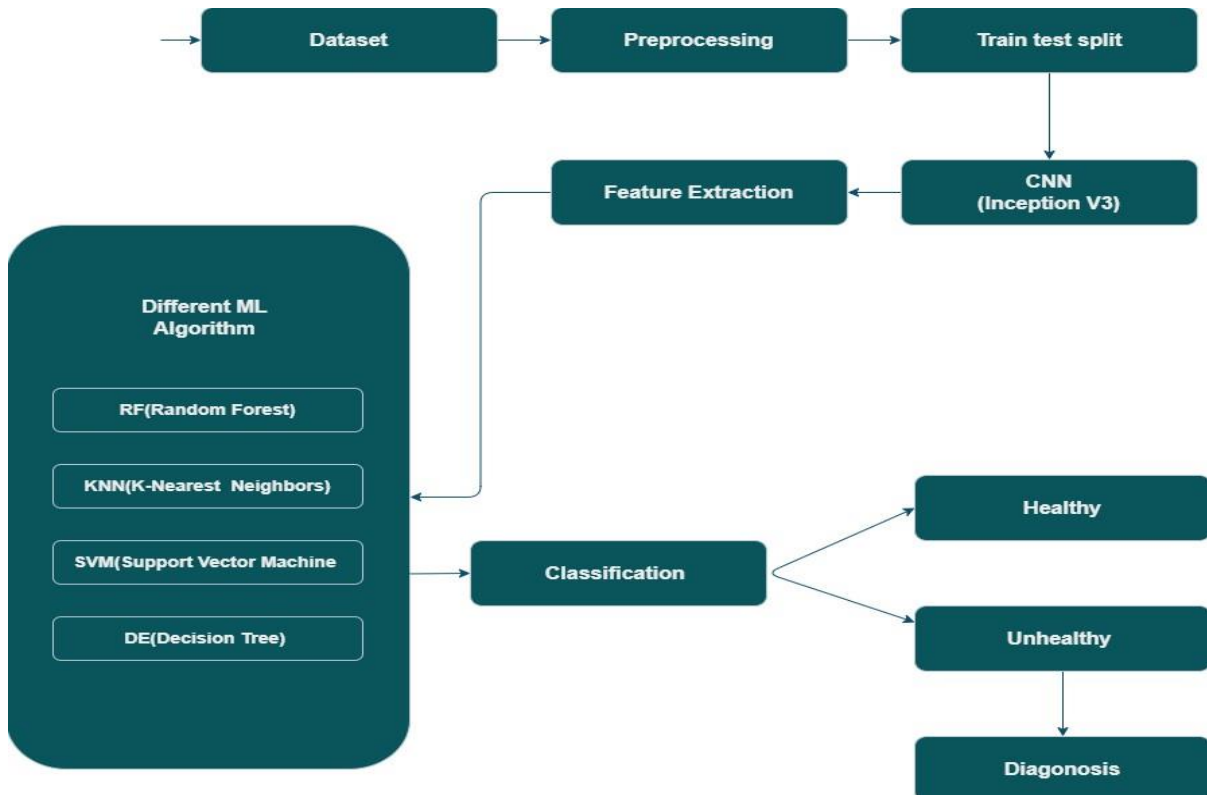 Dataset
Preprocessing
Train test split
CNN
(Inception V3)
Feature Extraction
Different ML
Algorithm
RF(Random Forest)
KNN(K-Nearest Neighbors)
SVM(Support Vector Machine
DE(Decision Tree)
Classification
Healthy
Unhealthy
Diagonosis